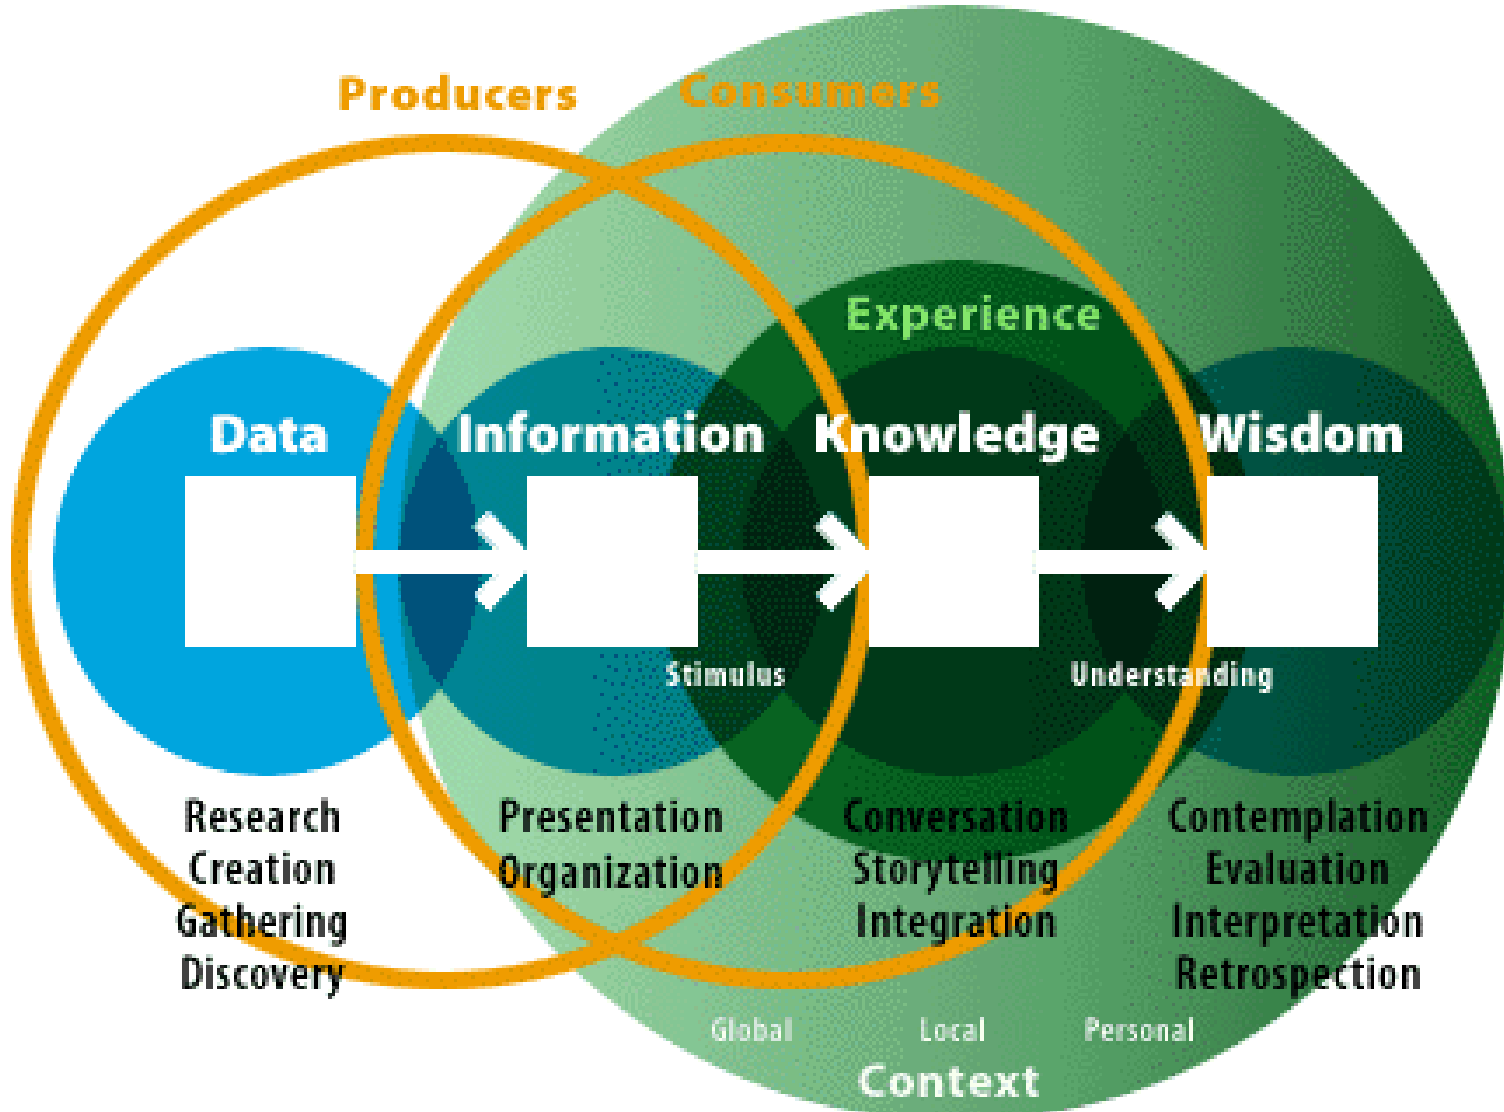 Producers Consumers
Experience
Data Information Knowledge Wisdom
Stimulus Understanding
Research
Creation
Gathering
Discovery
Presentation
Organization
Conversation
Storytelling
Integration
Contemplation
Evaluation
Interpretation
Retrospection
Global Local Personal
Context